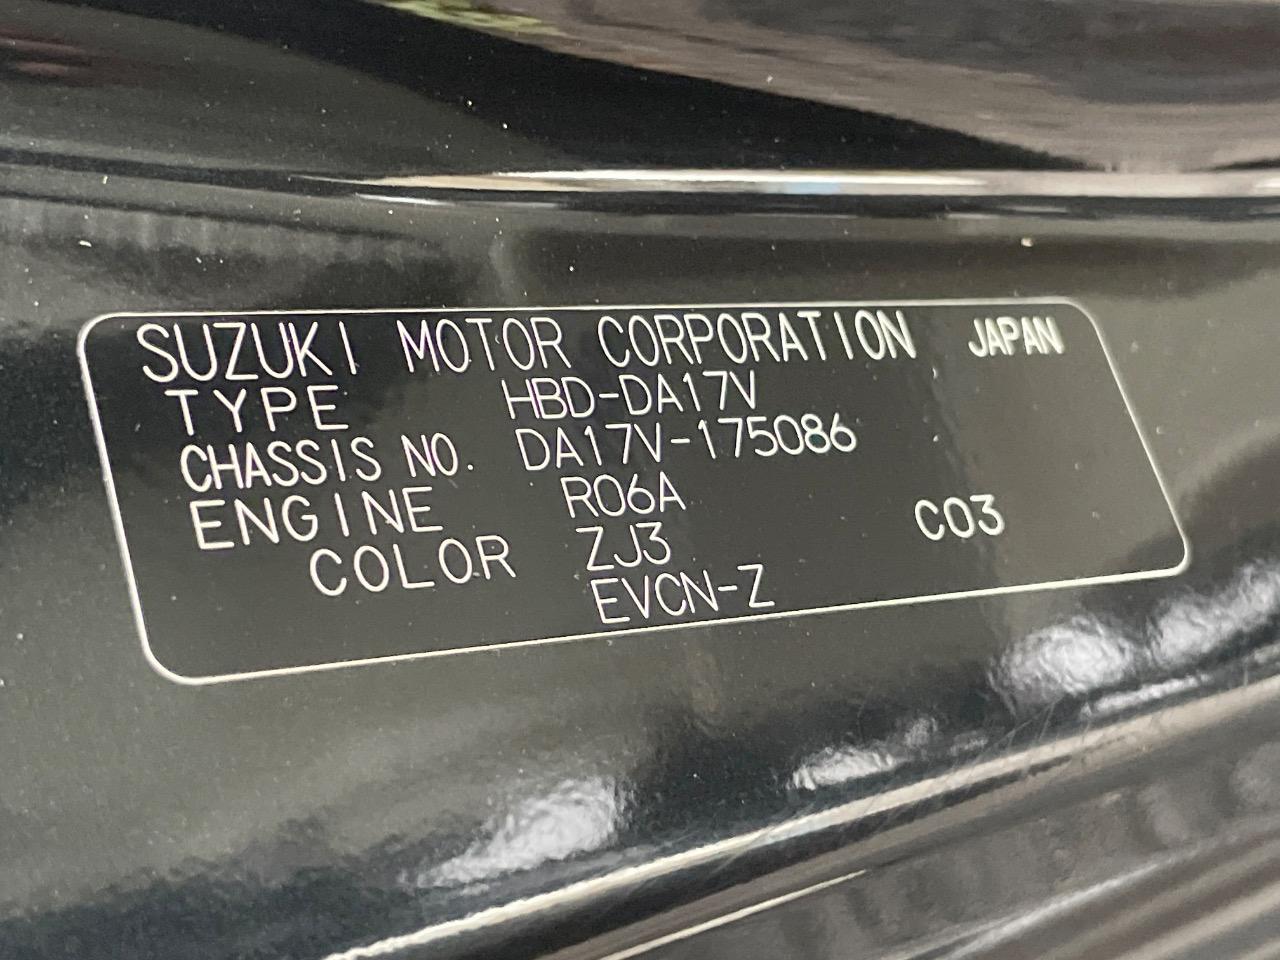 SUZUKI MOTOR CORPORATION JAPAN
TYPE HBD-DA17V
CHASSIS NO. DA17V-175086
ENGINE R06A
COLOR ZJ3 C03
EVCN-Z